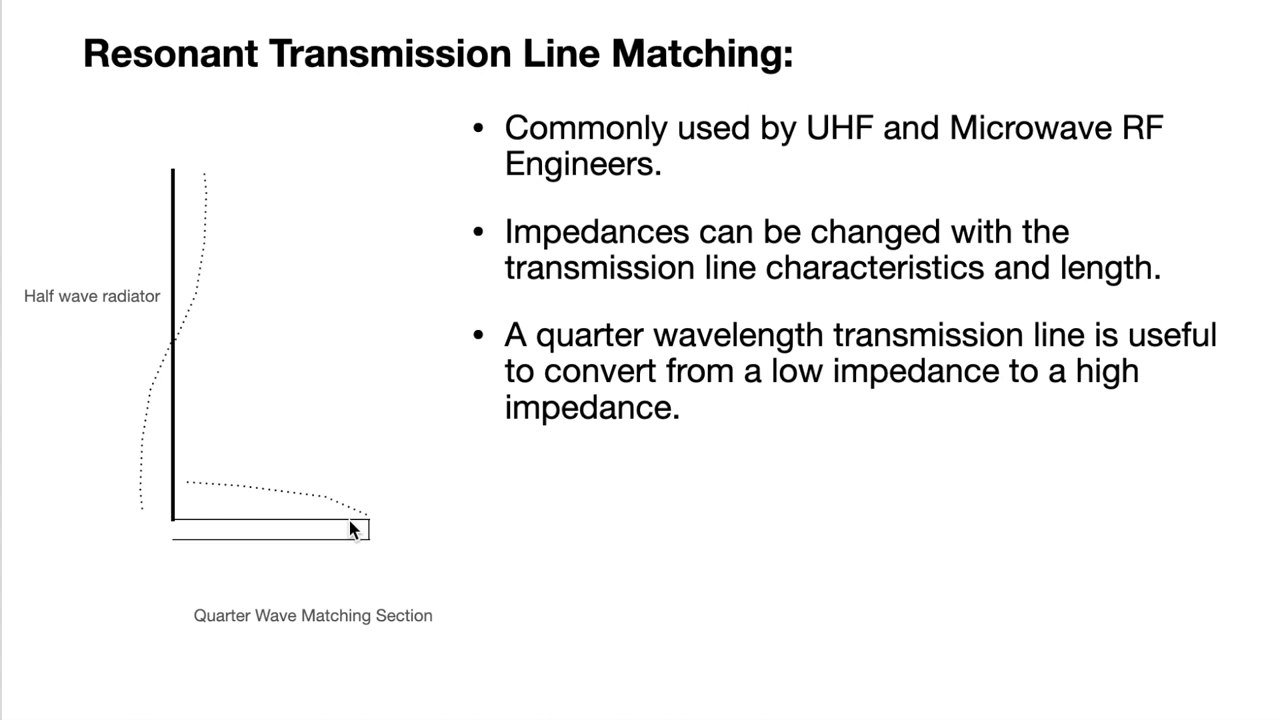 Resonant Transmission Line Matching:
• Commonly used by UHF and Microwave RF
Engineers.
• Impedances can be changed with the
transmission line characteristics and length.
• A quarter wavelength transmission line is useful
to convert from a low impedance to a high
impedance.
Half wave radiator
Quarter Wave Matching Section